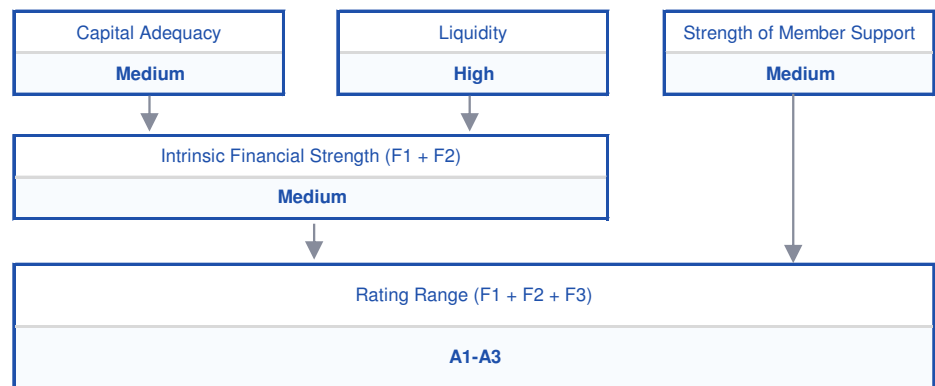 Capital Adequacy
Medium
Liquidity
High
Strength of Member Support
Medium
Intrinsic Financial Strength (F1 + F2)
Medium
Rating Range (F1 + F2 + F3)
A1-A3